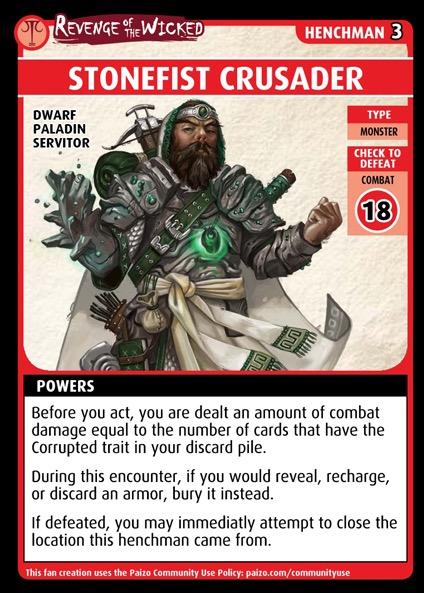 REVENGE OF THE WICKED
HENCHMAN 3
STONEFIST CRUSADER
DWARF
PALADIN
SERVITOR
TYPE
MONSTER
CHECK TO
DEFEAT
COMBAT
18
POWERS
Before you act, you are dealt an amount of combat
damage equal to the number of cards that have the
Corrupted trait in your discard pile.
During this encounter, if you would reveal, recharge,
or discard an armor, bury it instead.
If defeated, you may immediatly attempt to close the
location this henchman came from.
This fan creation uses the Paizo Community Use Policy: paizo.com/communityuse